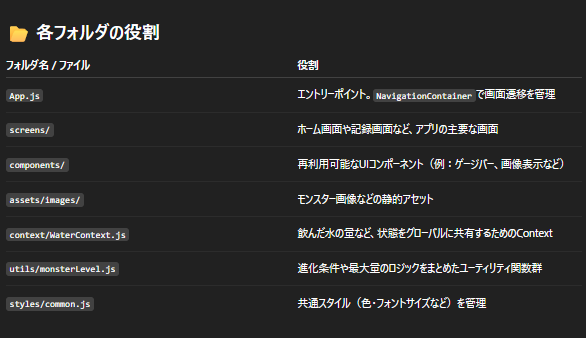 各フォルダの役割
フォルダ名 / ファイル 役割
App.js エントリーポイント。NavigationContainerで画面遷移を管理
screens/ ホーム画面や記録画面など、アプリの主要な画面
components/ 再利用可能なUIコンポーネント（例：ゲージバー、画像表示など）
assets/images/ モンスター画像などの静的アセット
context/WaterContext.js 飲んだ水の量など、状態をグローバルに共有するためのContext
utils/monsterLevel.js 進化条件や最大量のロジックをまとめたユーティリティ関数群
styles/common.js 共通スタイル（色・フォントサイズなど）を管理